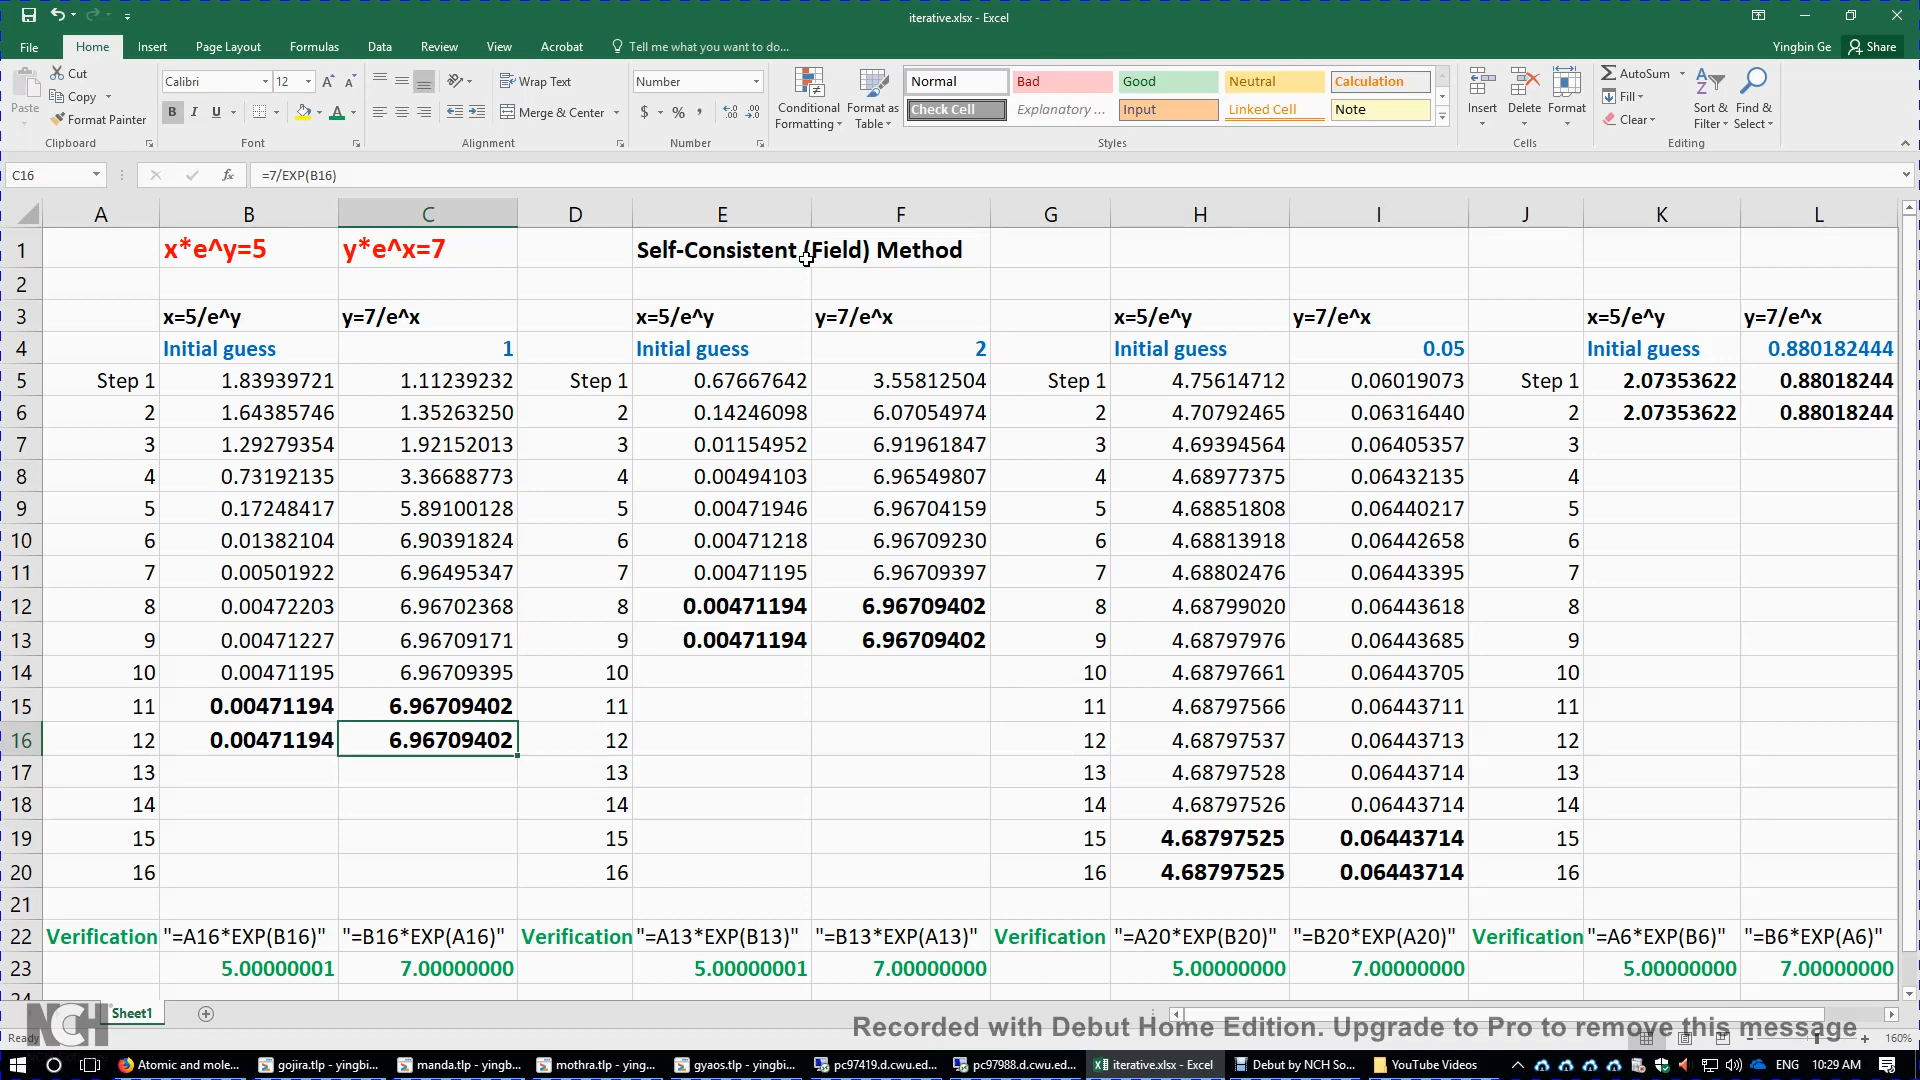 iterative.xlsx - Excel
File Home Insert Page Layout Formulas Data Review View Acrobat Tell me what you want to do... Yingbin Ge Share
Paste Cut Copy Format Painter Clipboard
Calibri 12 B I U Font
Wrap Text Merge & Center Alignment
Number $ % , Number
Conditional Formatting Format as Table
Normal Bad Good Neutral Calculation
Check Cell Explanatory ... Input Linked Cell Note
Styles
Insert Delete Format Cells
AutoSum Fill Clear Sort & Filter Find & Select Editing
C16 fx =7/EXP(B16)
A B C D E F G H I J K L
1 x*e^y=5 y*e^x=7 Self-Consistent (Field) Method
2
3 x=5/e^y y=7/e^x x=5/e^y y=7/e^x x=5/e^y y=7/e^x x=5/e^y y=7/e^x
4 Initial guess 1 Initial guess 2 Initial guess 0.05 Initial guess 0.880182444
5 Step 1 1.83939721 1.11239232 Step 1 0.67667642 3.55812504 Step 1 4.75614712 0.06019073 Step 1 2.07353622 0.88018244
6 2 1.64385746 1.35263250 2 0.14246098 6.07054974 2 4.70792465 0.06316440 2 2.07353622 0.88018244
7 3 1.29279354 1.92152013 3 0.01154952 6.91961847 3 4.69394564 0.06405357 3
8 4 0.73192135 3.36688773 4 0.00494103 6.96549807 4 4.68977375 0.06432135 4
9 5 0.17248417 5.89100128 5 0.00471946 6.96704159 5 4.68851808 0.06440217 5
10 6 0.01382104 6.90391824 6 0.00471218 6.96709230 6 4.68813918 0.06442658 6
11 7 0.00501922 6.96495347 7 0.00471195 6.96709397 7 4.68802476 0.06443395 7
12 8 0.00472203 6.96702368 8 0.00471194 6.96709402 8 4.68799020 0.06443618 8
13 9 0.00471227 6.96709171 9 0.00471194 6.96709402 9 4.68797976 0.06443685 9
14 10 0.00471195 6.96709395 10 10 4.68797661 0.06443705 10
15 11 0.00471194 6.96709402 11 11 4.68797566 0.06443711 11
16 12 0.00471194 6.96709402 12 12 4.68797537 0.06443713 12
17 13 13 13 4.68797528 0.06443714 13
18 14 14 14 4.68797526 0.06443714 14
19 15 15 15 4.68797525 0.06443714 15
20 16 16 16 4.68797525 0.06443714 16
21
22 Verification "=A16*EXP(B16)" "=B16*EXP(A16)" Verification "=A13*EXP(B13)" "=B13*EXP(A13)" Verification "=A20*EXP(B20)" "=B20*EXP(A20)" Verification "=A6*EXP(B6)" "=B6*EXP(A6)"
23 5.00000001 7.00000000 5.00000001 7.00000000 5.00000000 7.00000000 5.00000000 7.00000000
24
NCH Sheet1
Recorded with Debut Home Edition. Upgrade to Pro to remove this message
Ready 160%
Atomic and mole... gojira.tlp - yingbi... manda.tlp - yingb... mothra.tlp - ying... gyaos.tlp - yingbi... pc97419.d.cwu.ed... pc97988.d.cwu.ed... iterative.xlsx - Excel Debut by NCH So... YouTube Videos ENG 10:29 AM